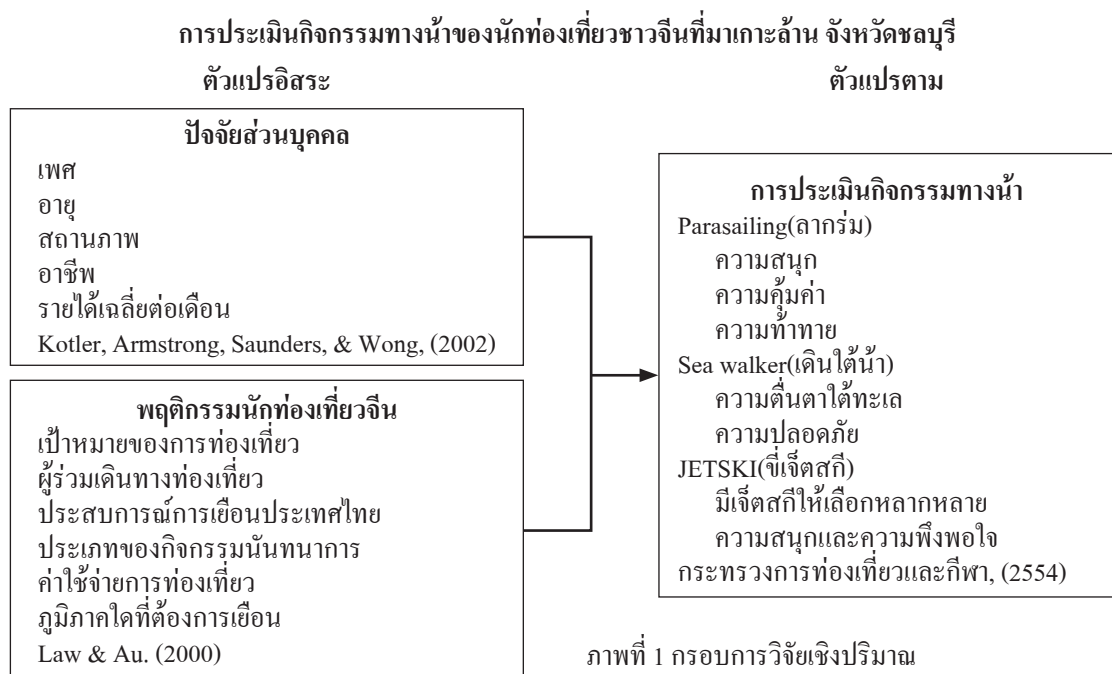 การประเมินกิจกรรมทางน้ำของนักท่องเที่ยวชาวจีนที่มาเกาะล้าน จังหวัดชลบุรี
ตัวแปรอิสระ
ตัวแปรตาม
ปัจจัยส่วนบุคคล
เพศ
อายุ
สถานภาพ
อาชีพ
รายได้เฉลี่ยต่อเดือน
Kotler, Armstrong, Saunders, & Wong, (2002)
พฤติกรรมนักท่องเที่ยวจีน
เป้าหมายของการท่องเที่ยว
ผู้ร่วมเดินทางท่องเที่ยว
ประสบการณ์การเยือนประเทศไทย
ประเภทของกิจกรรมนันทนาการ
ค่าใช้จ่ายการท่องเที่ยว
ภูมิภาคใดที่ต้องการเยือน
Law & Au. (2000)
การประเมินกิจกรรมทางน้ำ
Parasailing(ลากร่ม)
ความสนุก
ความคุ้มค่า
ความท้าทาย
Sea walker(เดินใต้น้ำ)
ความตื่นตาใต้ทะเล
ความปลอดภัย
JETSKI(ขี่เจ็ตสกี)
มีเจ็ตสกีให้เลือกหลากหลาย
ความสนุกและความพึงพอใจ
กระทรวงการท่องเที่ยวและกีฬา, (2554)
ภาพที่ 1 กรอบการวิจัยเชิงปริมาณ